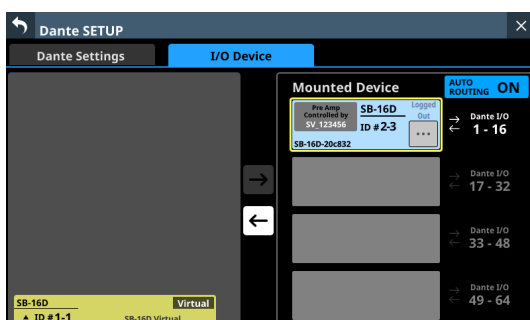 Dante SETUP
Dante Settings
I/O Device
Mounted Device
AUTO
ROUTING ON
Pre Amp
Controlled by
SV_123456
SB-16D
ID #2-3
Logged
Out
...
SB-16D-20c832
Dante I/O
1 - 16
Dante I/O
17 - 32
Dante I/O
33 - 48
Dante I/O
49 - 64
SB-16D
Virtual
ID #1-1
SB-16D Virtual